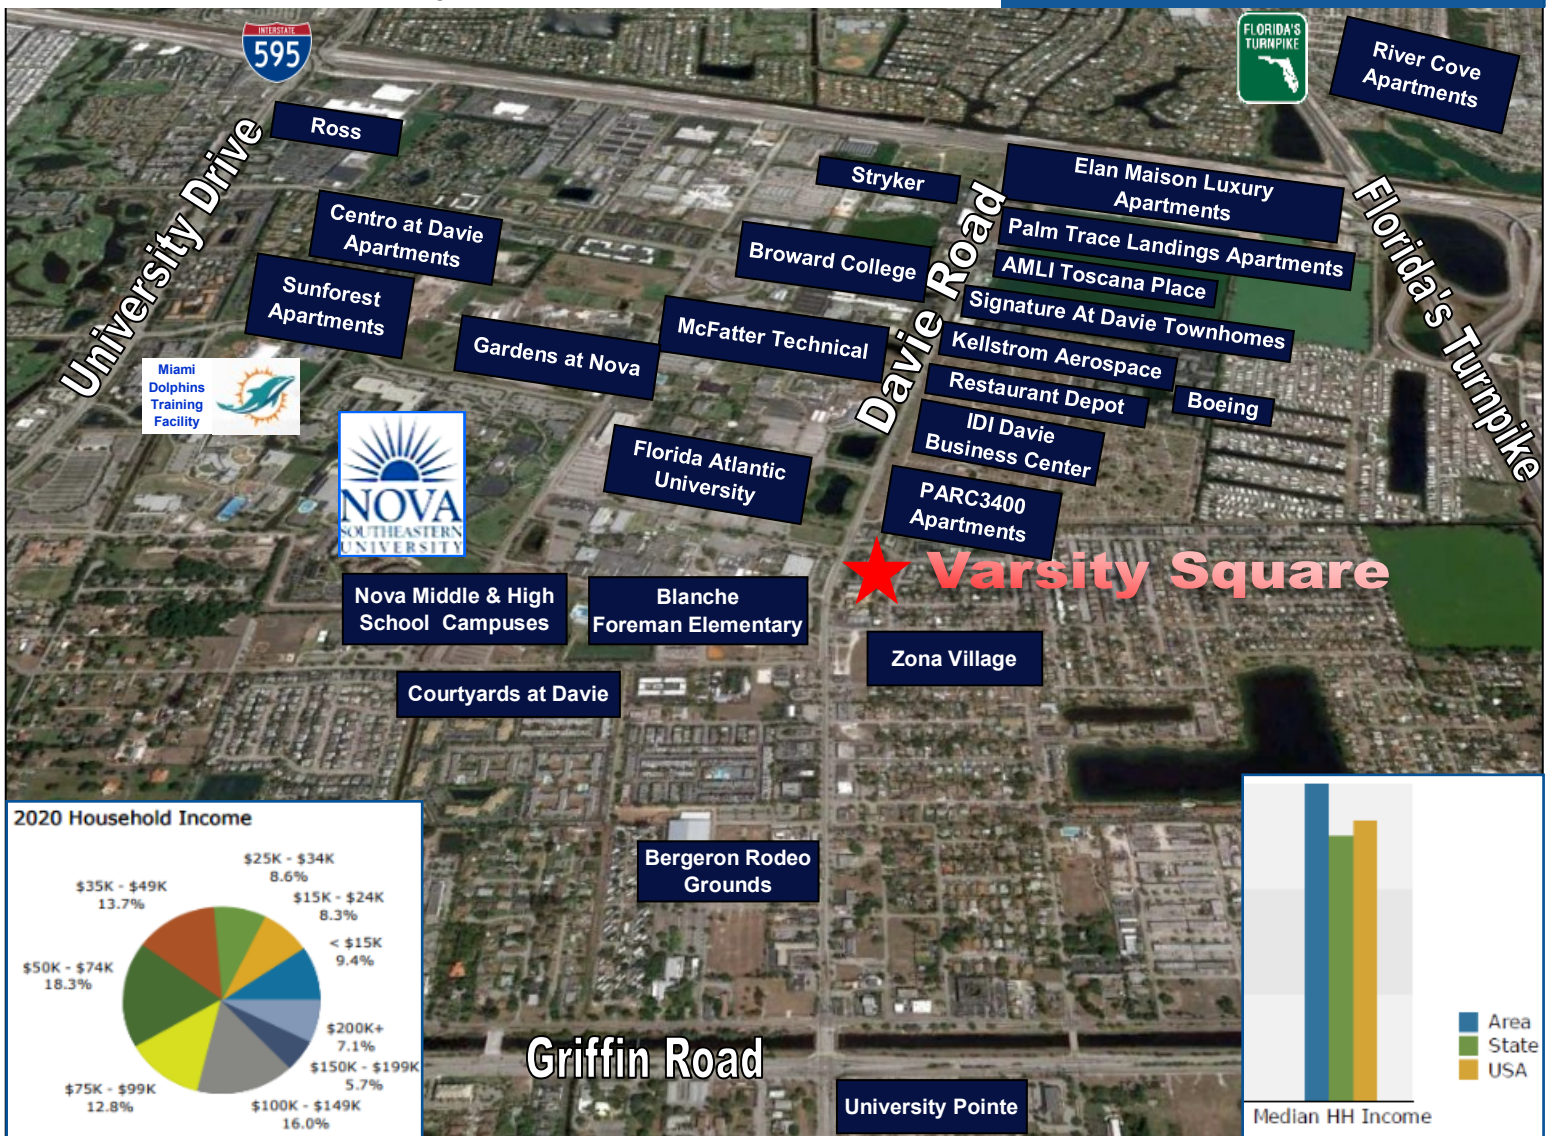 INTERSTATE
595
FLORIDA'S
TURNPIKE
River Cove
Apartments
Ross
University Drive
Stryker
Elan Maison Luxury
Apartments
Florida's Turnpike
Centro at Davie
Apartments
Davie Road
Palm Trace Landings Apartments
Broward College
AMLI Toscana Place
Sunforest
Apartments
Signature At Davie Townhomes
McFatter Technical
Gardens at Nova
Kellstrom Aerospace
Miami
Dolphins
Training
Facility
Restaurant Depot
Boeing
IDI Davie
Business Center
NOVA
SOUTHEASTERN
UNIVERSITY
Florida Atlantic
University
PARC3400
Apartments
Varsity Square
Nova Middle & High
School Campuses
Blanche
Foreman Elementary
Zona Village
Courtyards at Davie
Bergeron Rodeo
Grounds
Griffin Road
University Pointe
2020 Household Income
$25K - $34K
8.6%
$35K - $49K
13.7%
$15K - $24K
8.3%
< $15K
9.4%
$50K - $74K
18.3%
$200K+
7.1%
$150K - $199K
5.7%
$75K - $99K
12.8%
$100K - $149K
16.0%
Area
State
USA
Median HH Income